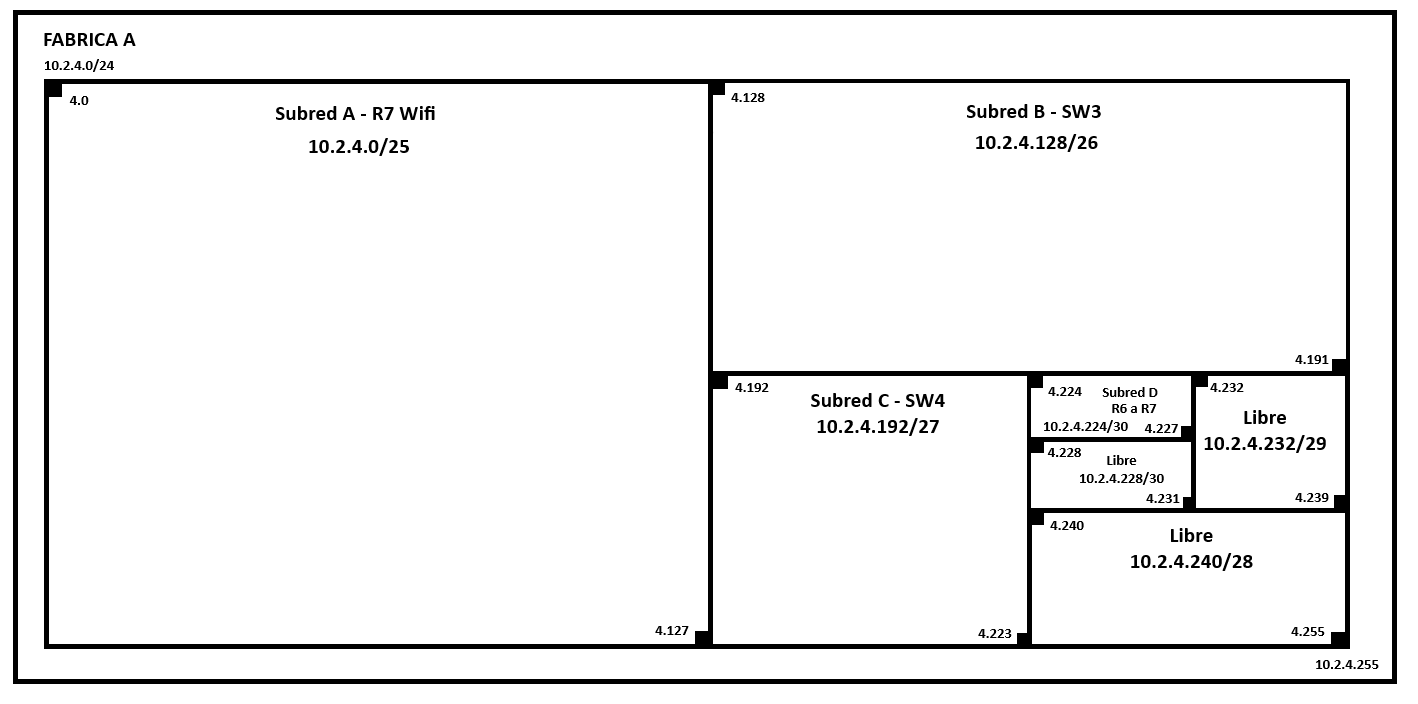 FABRICA A
10.2.4.0/24
4.0
Subred A - R7 Wifi
10.2.4.0/25
4.127
4.128
Subred B - SW3
10.2.4.128/26
4.191
4.192
Subred C - SW4
10.2.4.192/27
4.223
4.224
Subred D
R6 a R7
10.2.4.224/30
4.227
4.228
Libre
10.2.4.228/30
4.231
4.232
Libre
10.2.4.232/29
4.239
4.240
Libre
10.2.4.240/28
4.255
10.2.4.255